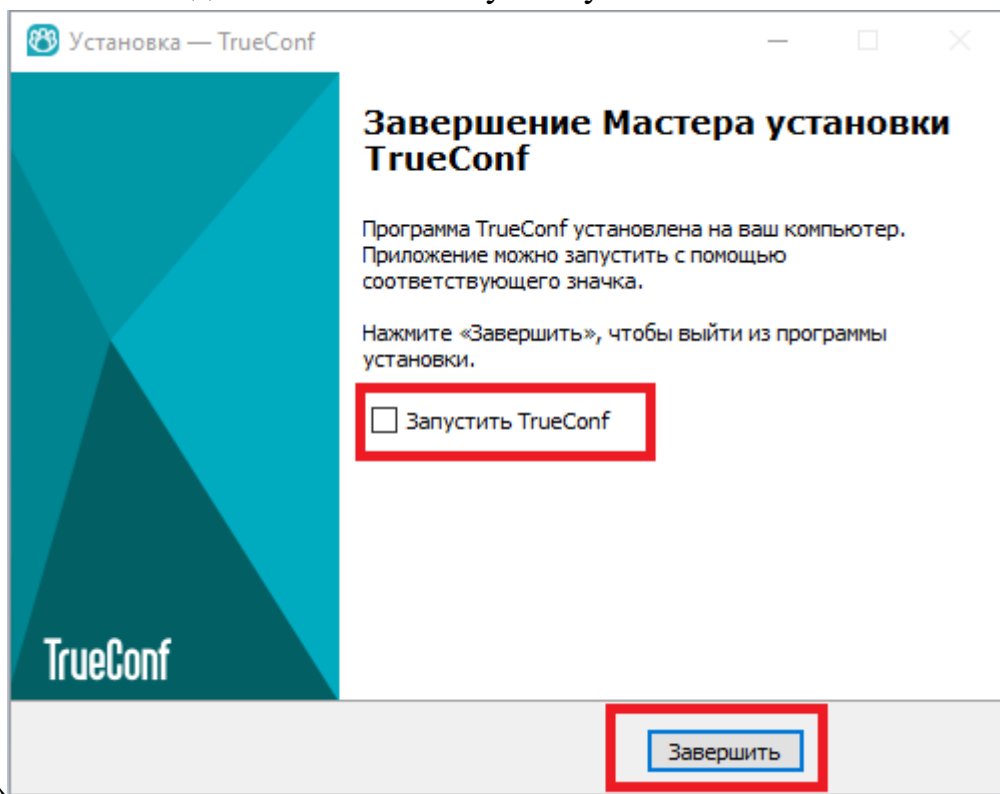 Установка — TrueConf
Завершение Мастера установки
TrueConf
Программа TrueConf установлена на ваш компьютер.
Приложение можно запустить с помощью
соответствующего значка.
Нажмите «Завершить», чтобы выйти из программы
установки.
Запустить TrueConf
TrueConf
Завершить